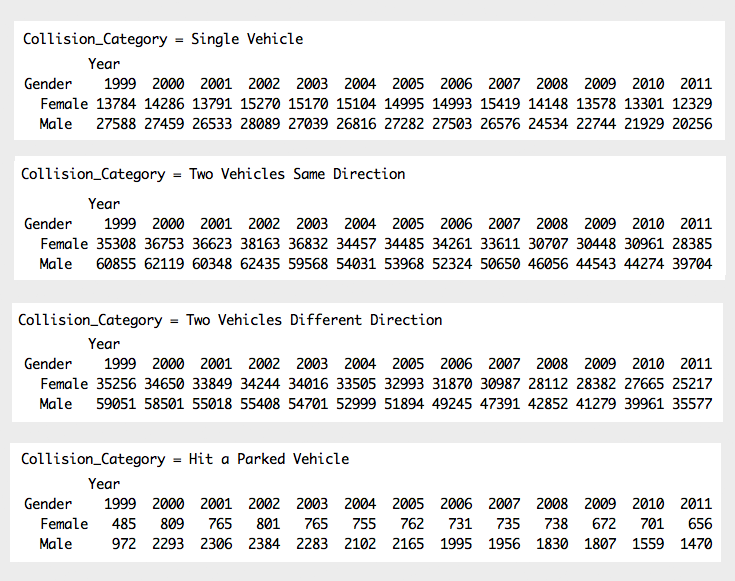 Collision_Category = Single Vehicle
Year
Gender 1999 2000 2001 2002 2003 2004 2005 2006 2007 2008 2009 2010 2011
Female 13784 14286 13791 15270 15170 15104 14995 14993 15419 14148 13578 13301 12329
Male 27588 27459 26533 28089 27039 26816 27282 27503 26576 24534 22744 21929 20256
Collision_Category = Two Vehicles Same Direction
Year
Gender 1999 2000 2001 2002 2003 2004 2005 2006 2007 2008 2009 2010 2011
Female 35308 36753 36623 38163 36832 34457 34485 34261 33611 30707 30448 30961 28385
Male 60855 62119 60348 62435 59568 54031 53968 52324 50650 46056 44543 44274 39704
Collision_Category = Two Vehicles Different Direction
Year
Gender 1999 2000 2001 2002 2003 2004 2005 2006 2007 2008 2009 2010 2011
Female 35256 34650 33849 34244 34016 33505 32993 31870 30987 28112 28382 27665 25217
Male 59051 58501 55018 55408 54701 52999 51894 49245 47391 42852 41279 39961 35577
Collision_Category = Hit a Parked Vehicle
Year
Gender 1999 2000 2001 2002 2003 2004 2005 2006 2007 2008 2009 2010 2011
Female 485 809 765 801 765 755 762 731 735 738 672 701 656
Male 972 2293 2306 2384 2283 2102 2165 1995 1956 1830 1807 1559 1470